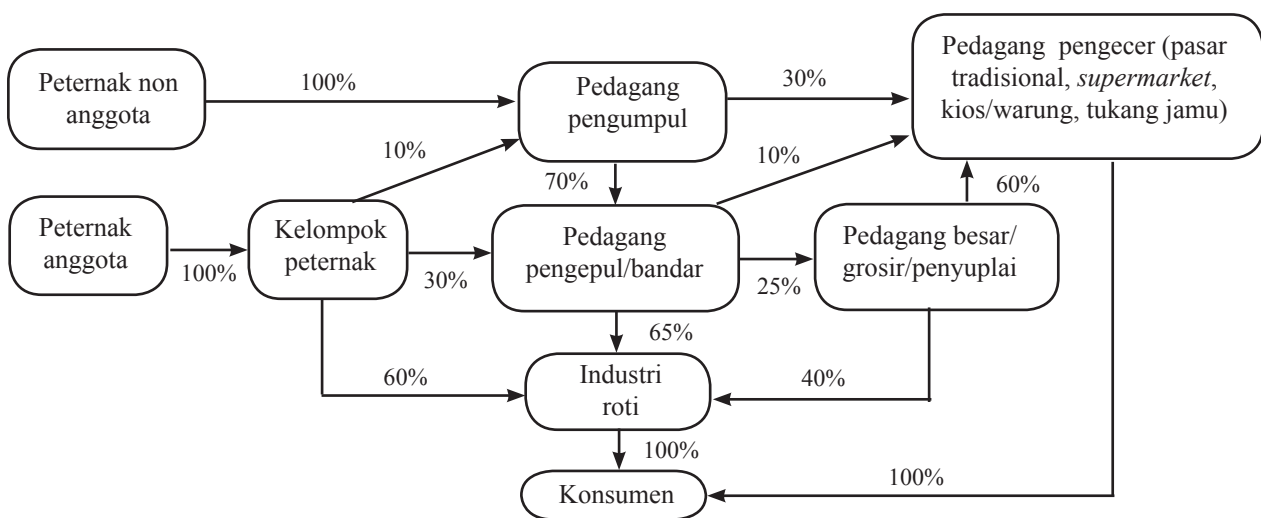 Peternak non
anggota
100%
Pedagang
pengumpul
30%
Pedagang pengecer (pasar
tradisional, supermarket,
kios/warung, tukang jamu)
10%
70%
10%
60%
Peternak
anggota
100%
Kelompok
peternak
30%
Pedagang
pengepul/bandar
25%
Pedagang besar/
grosir/penyuplai
65%
60%
Industri
roti
40%
100%
Konsumen
100%